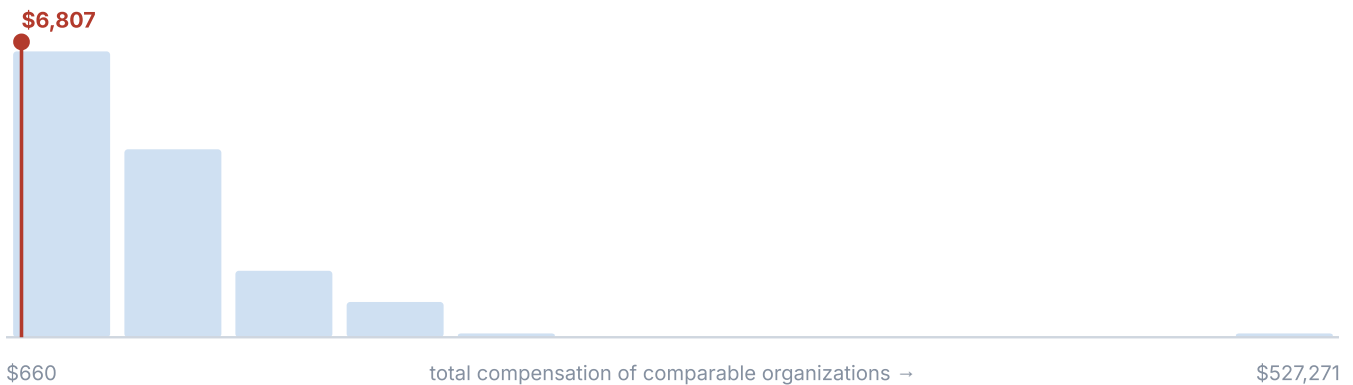 $6,807
$660
total compensation of comparable organizations →
$527,271